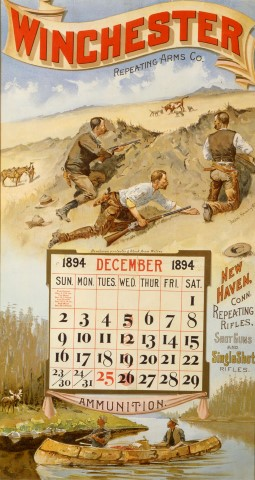 WINCHESTER
REPEATING ARMS CO.
1894 DECEMBER 1894
SUN. MON. TUES. WED. THU. FRI. SAT.
1
2 3 4 5 6 7 8
9 10 11 12 13 14 15
16 17 18 19 20 21 22
23/30 24/31 25 26 27 28 29
AMMUNITION.
NEW
HAVEN.
CONN.
REPEATING
RIFLES.
SHOT GUNS
AND
Single Shot
RIFLES.